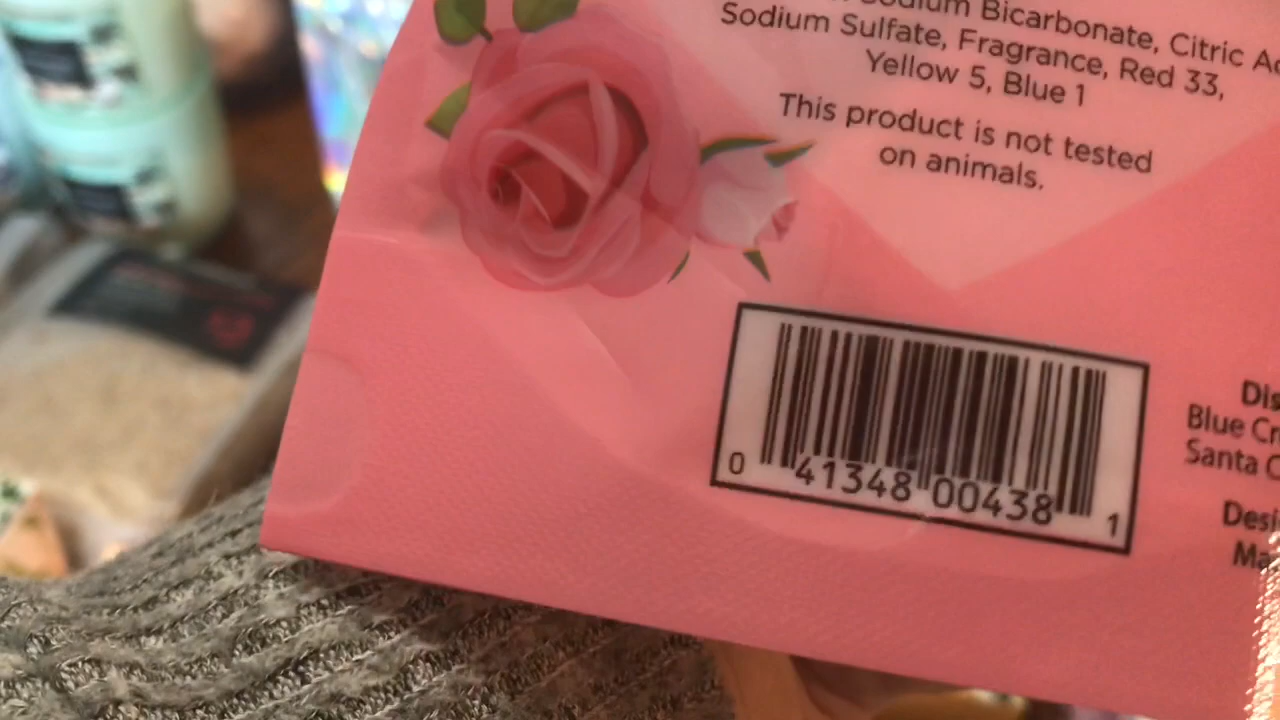 Sodium Bicarbonate, Citric
Sodium Sulfate, Fragrance, Red 33,
Yellow 5, Blue 1
This product is not tested
on animals.
0 41348 00438 1
Blue
Santa